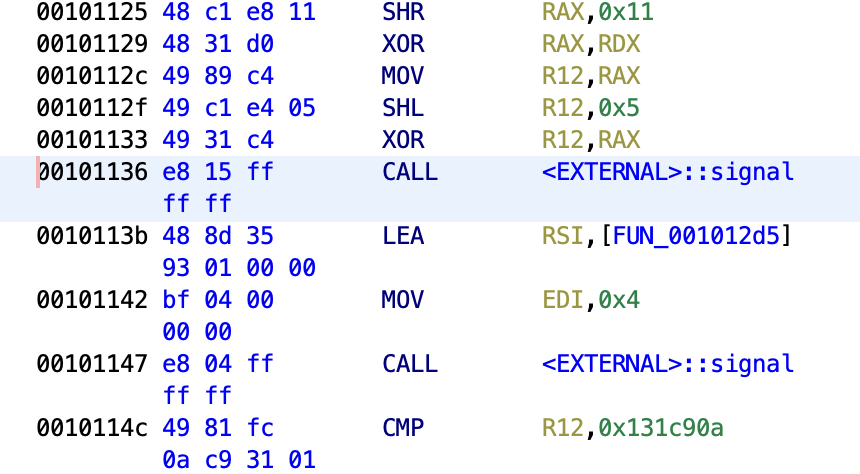 00101125 48 c1 e8 11 SHR RAX,0x11
00101129 48 31 d0 XOR RAX,RDX
0010112c 49 89 c4 MOV R12,RAX
0010112f 49 c1 e4 05 SHL R12,0x5
00101133 49 31 c4 XOR R12,RAX
00101136 e8 15 ff CALL <EXTERNAL>::signal
ff ff
0010113b 48 8d 35 LEA RSI,[FUN_001012d5]
93 01 00 00
00101142 bf 04 00 MOV EDI,0x4
00 00
00101147 e8 04 ff CALL <EXTERNAL>::signal
ff ff
0010114c 49 81 fc CMP R12,0x131c90a
0a c9 31 01